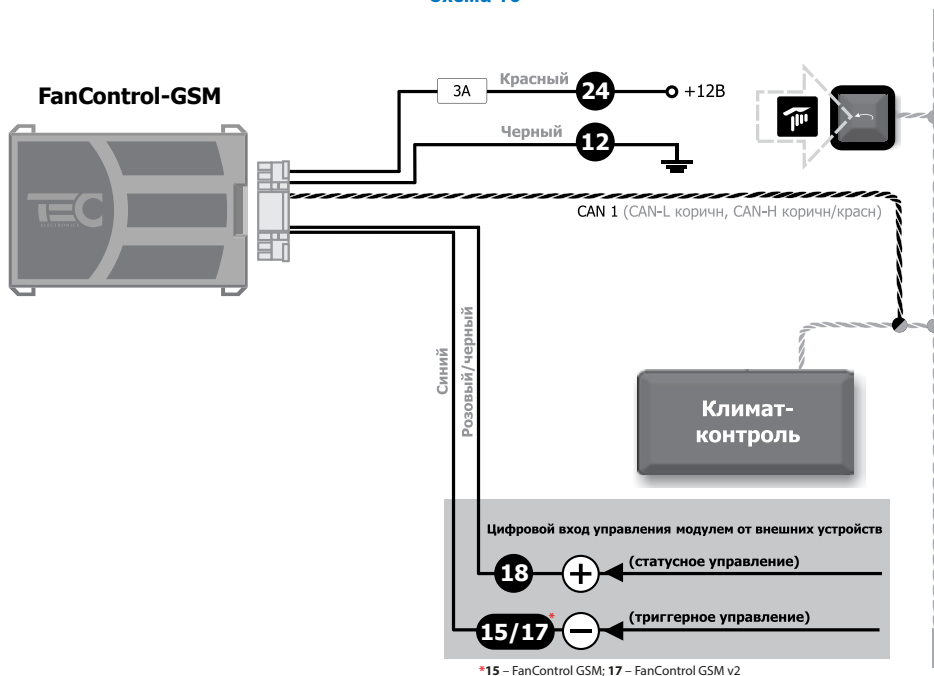 FanControl-GSM
TEC
ELECTRONICS
3А
Красный
24
+12В
Черный
12
CAN 1 (CAN-L коричн, CAN-H коричн/красн)
Синий
Розовый/черный
Климат-
контроль
Цифровой вход управления модулем от внешних устройств
18
+
(статусное управление)
15/17*
−
(триггерное управление)
*15 – FanControl GSM; 17 – FanControl GSM v2